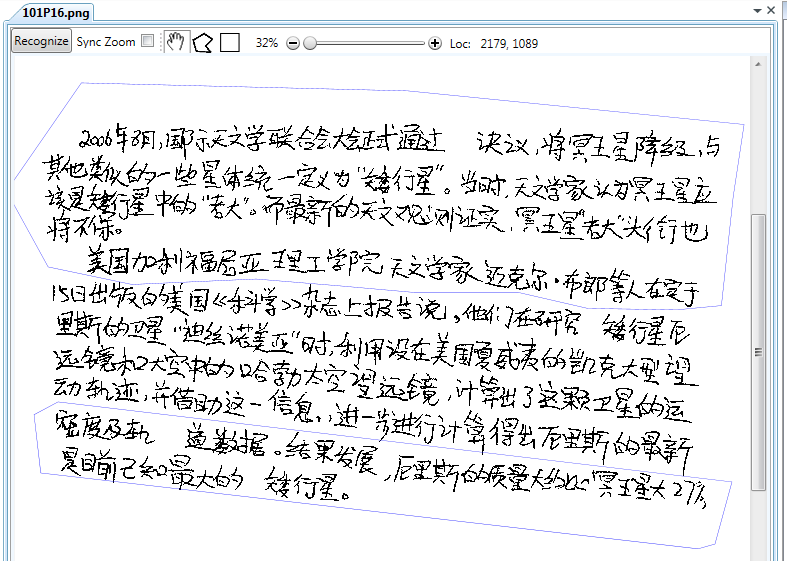 101P16.png
Recognize Sync Zoom 32% Loc: 2179, 1089
2006年8月,国际天文学联合会大会正式通过 决议,将冥王星降级,与
其他类似的一些星体统一定义为“矮行星”。当时,天文学家认为冥王星应
该是矮行星中的“老大”。而最新的天文观测证实,冥王星“老大”头衔也
将不保。
美国加利福尼亚理工学院天文学家迈克尔·布郎等人在定于
15日出版的美国《科学》杂志上报告说,他们在研究 矮行星厄
里斯的卫星“迪丝诺美亚”时,利用设在美国夏威夷的凯克大型望
远镜和太空中的哈勃太空望远镜,计算出了这颗卫星的运
动轨迹,并借助这一信息,进一步进行计算得出厄里斯的最新
密度及轨 道数据。结果发展,厄里斯的质量大约比冥王星大27%,
是目前已知最大的 矮行星。